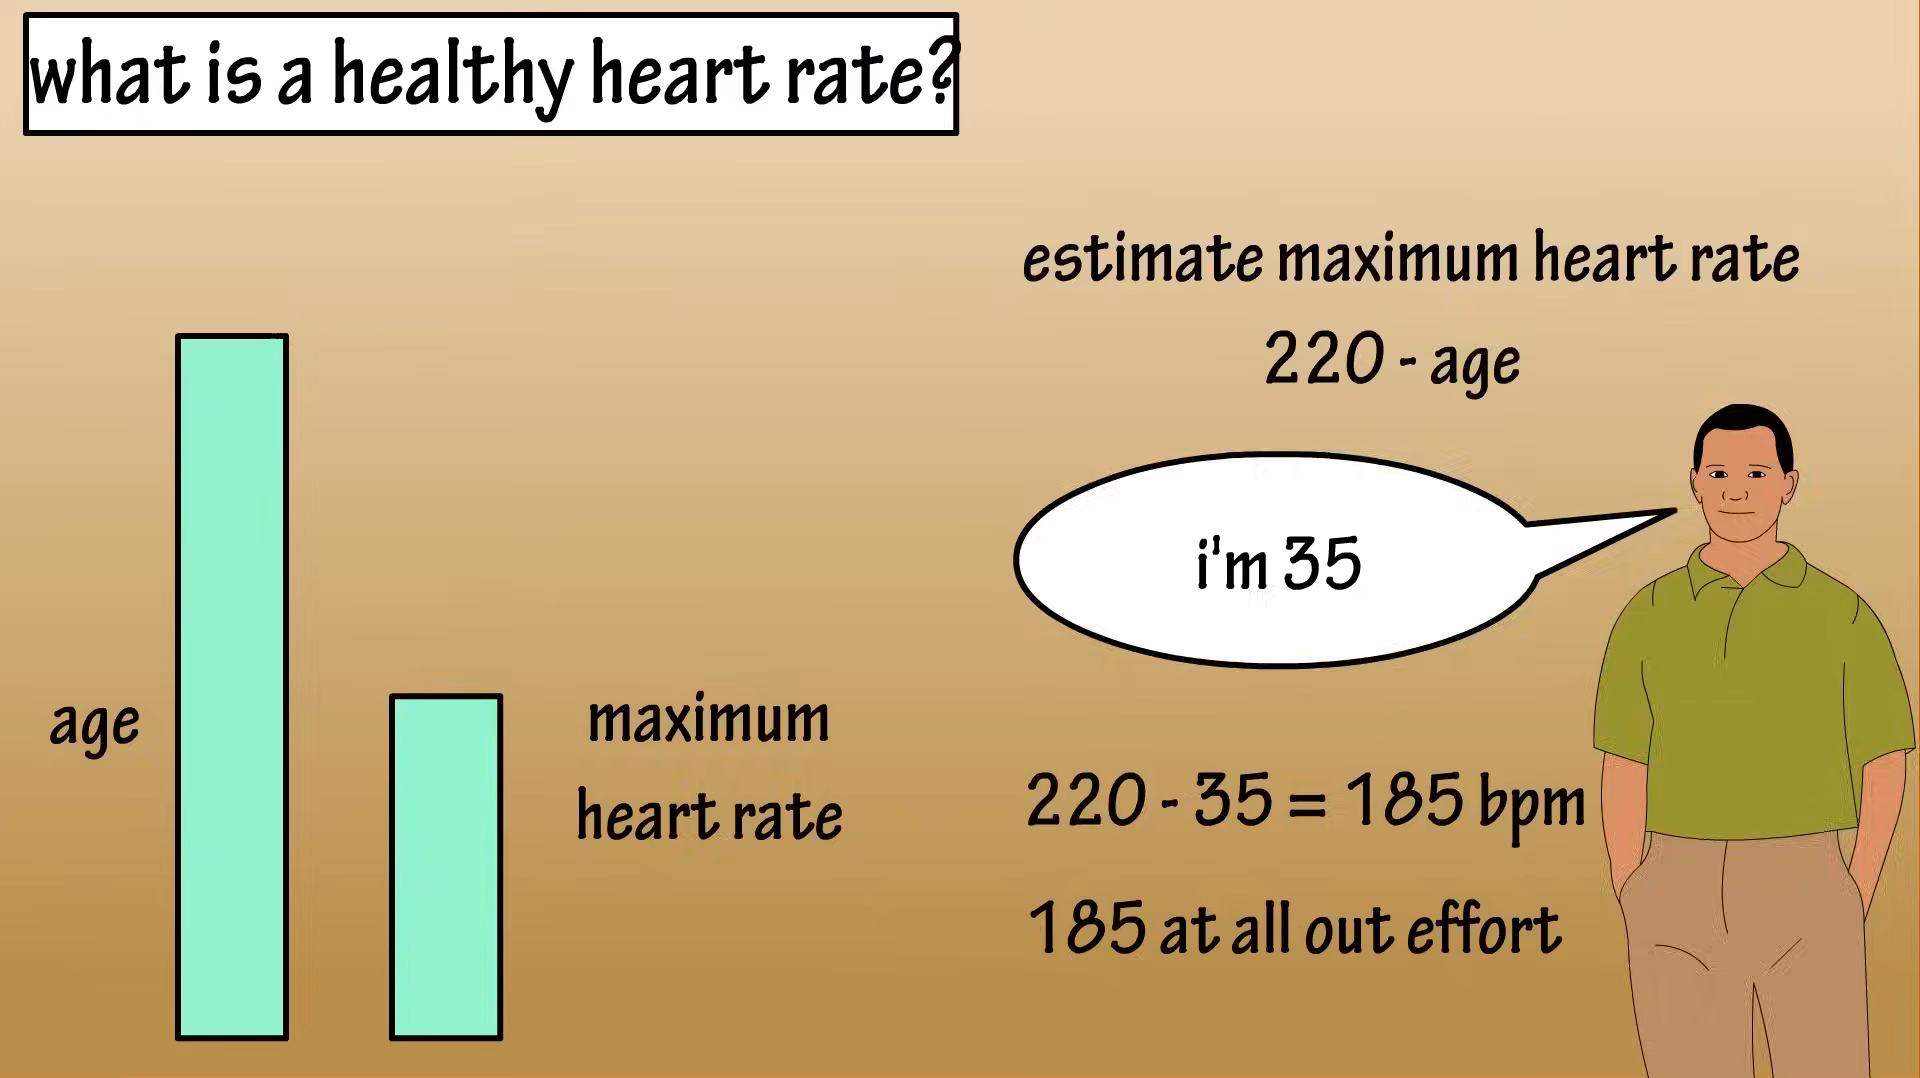 what is a healthy heart rate?
estimate maximum heart rate
220 - age
i'm 35
age
maximum
heart rate
220 - 35 = 185 bpm
185 at all out effort